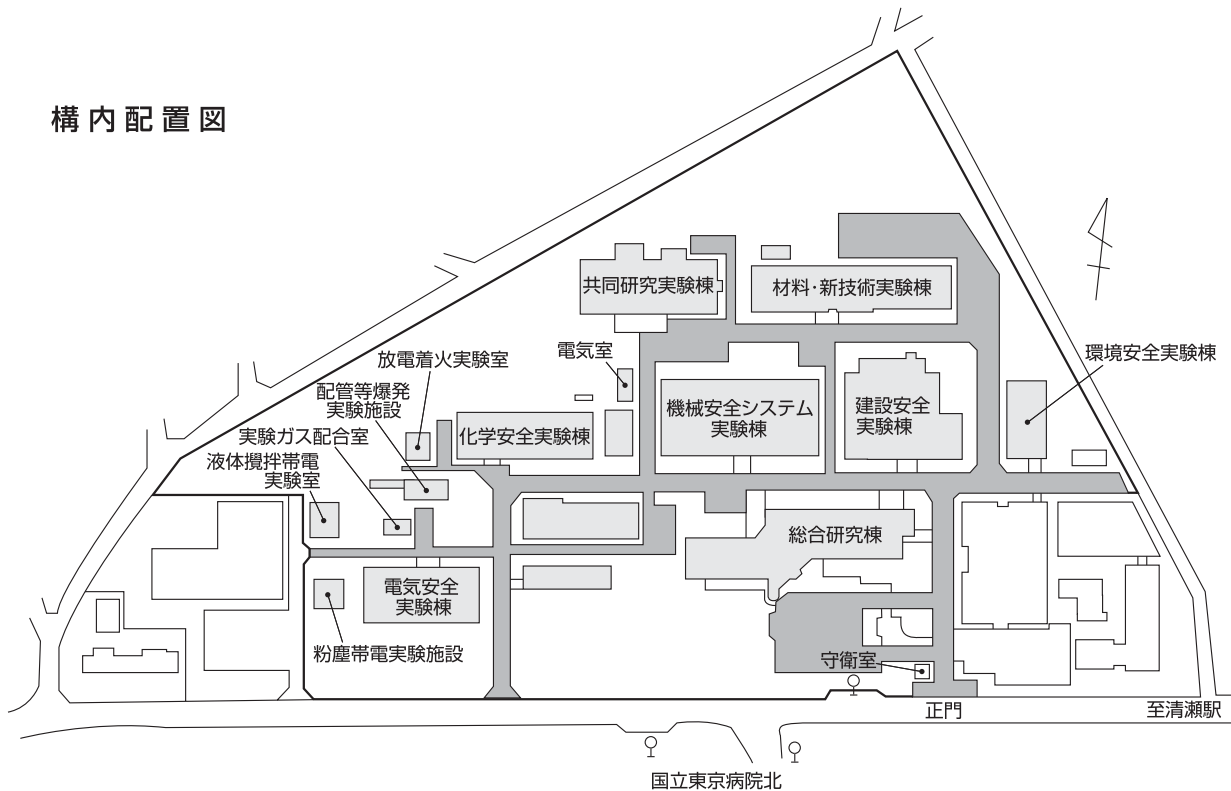 構内配置図
共同研究実験棟
材料・新技術実験棟
放電着火実験室
電気室
環境安全実験棟
配管等爆発
実験施設
機械安全システム
実験棟
建設安全
実験棟
実験ガス配合室
化学安全実験棟
液体攪拌帯電
実験室
総合研究棟
電気安全
実験棟
粉塵帯電実験施設
守衛室
正門
至清瀬駅
国立東京病院北